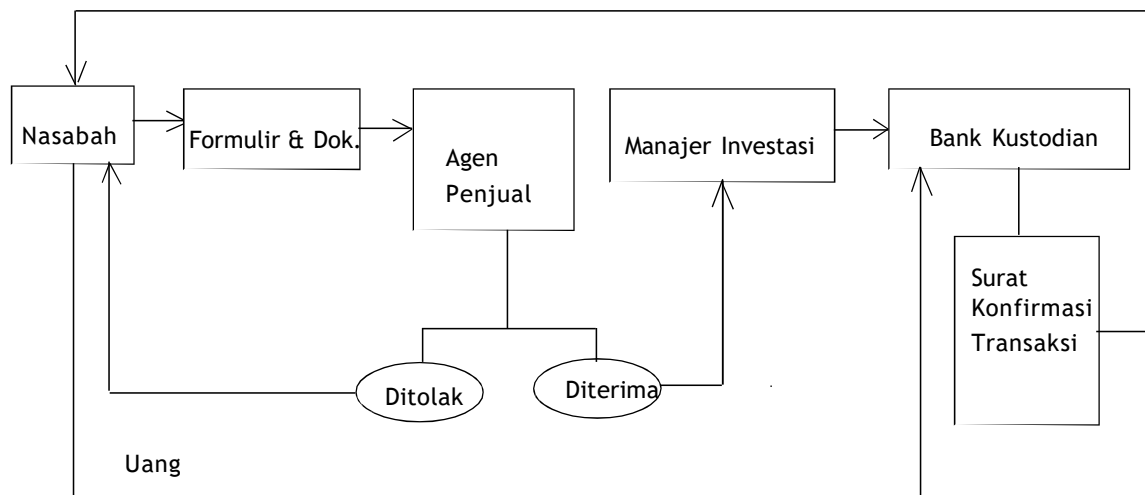 Nasabah
Formulir & Dok.
Agen
Penjual
Manajer Investasi
Bank Kustodian
Surat
Konfirmasi
Transaksi
Ditolak
Diterima
Uang